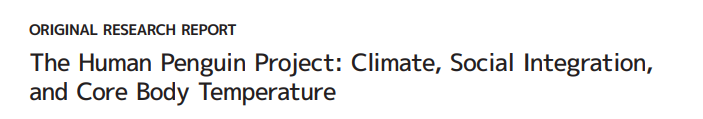 ORIGINAL RESEARCH REPORT
The Human Penguin Project: Climate, Social Integration,
and Core Body Temperature